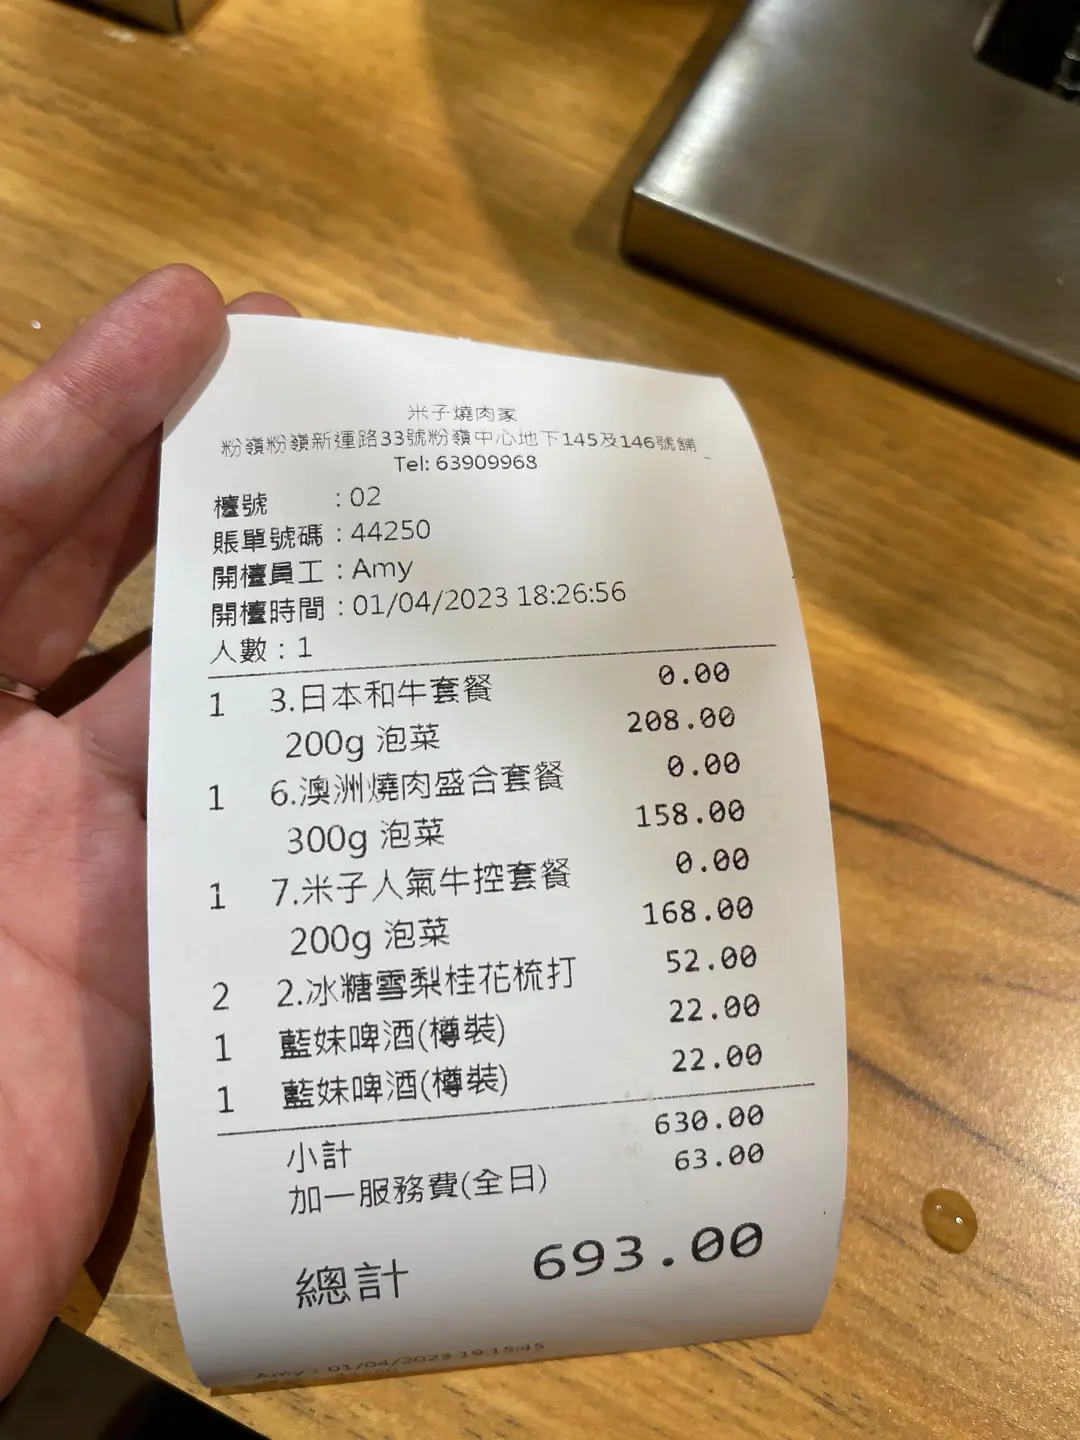 米子燒肉家
粉嶺粉嶺新運路33號粉嶺中心地下145及146號舖
Tel: 63909968
檯號 : 02
賬單號碼 : 44250
開檯員工 : Amy
開檯時間 : 01/04/2023 18:26:56
人數 : 1
1 3.日本和牛套餐 0.00
200g 泡菜 208.00
1 6.澳洲燒肉盛合套餐 0.00
300g 泡菜 158.00
1 7.米子人氣牛控套餐 0.00
200g 泡菜 168.00
2 2.冰糖雪梨桂花梳打 52.00
1 藍妹啤酒(樽裝) 22.00
1 藍妹啤酒(樽裝) 22.00
小計 630.00
加一服務費(全日) 63.00
總計 693.00
Amy : 01/04/2023 19:15:45